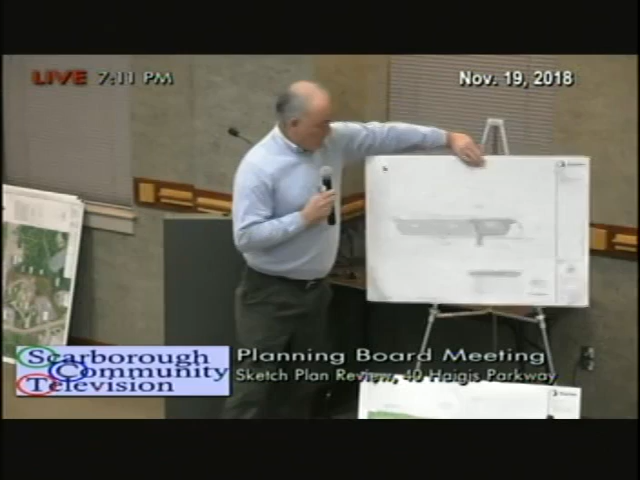 LIVE 7:11 PM
Nov. 19, 2018
Scarborough
Community
Television
Planning Board Meeting
Sketch Plan Review, 40 Haigis Parkway